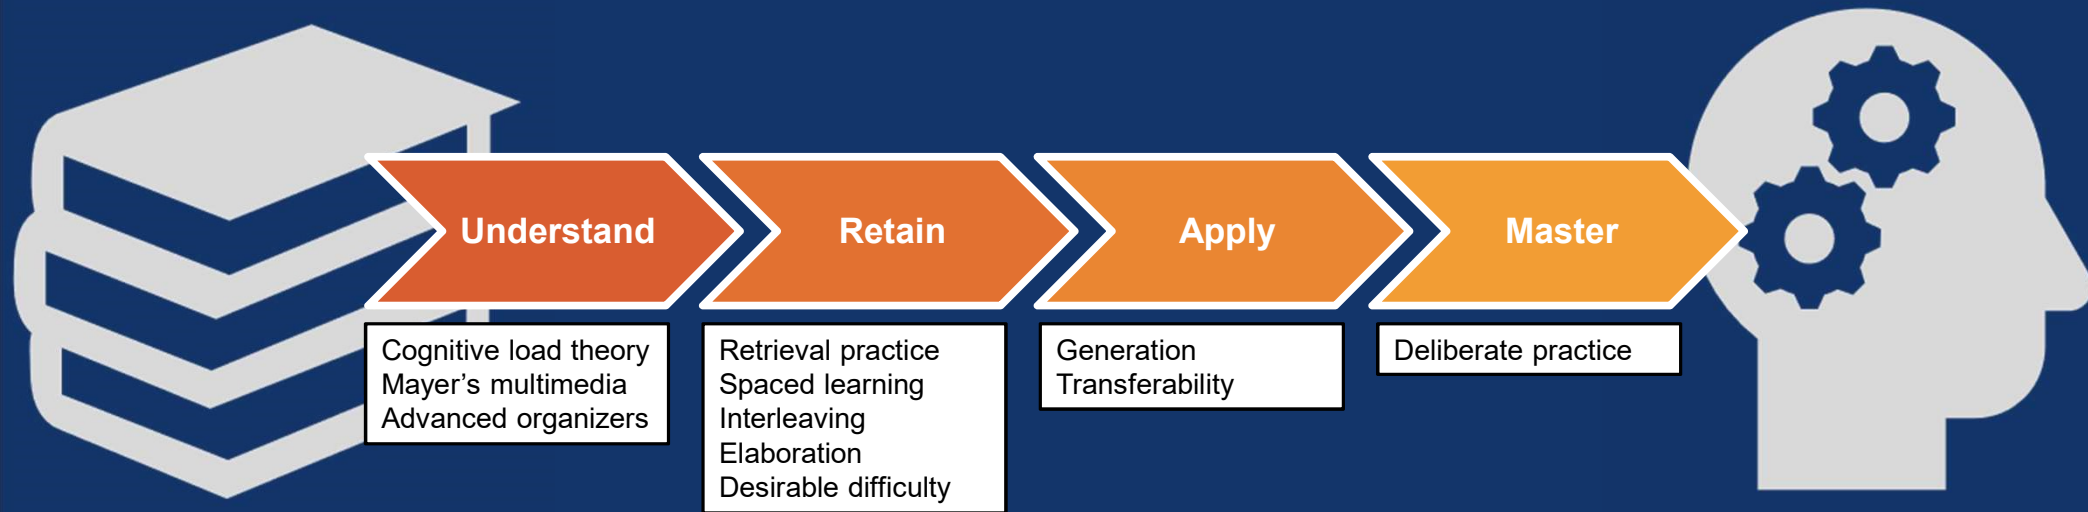 Understand
Retain
Apply
Master
Cognitive load theory
Mayer’s multimedia
Advanced organizers
Retrieval practice
Spaced learning
Interleaving
Elaboration
Desirable difficulty
Generation
Transferability
Deliberate practice